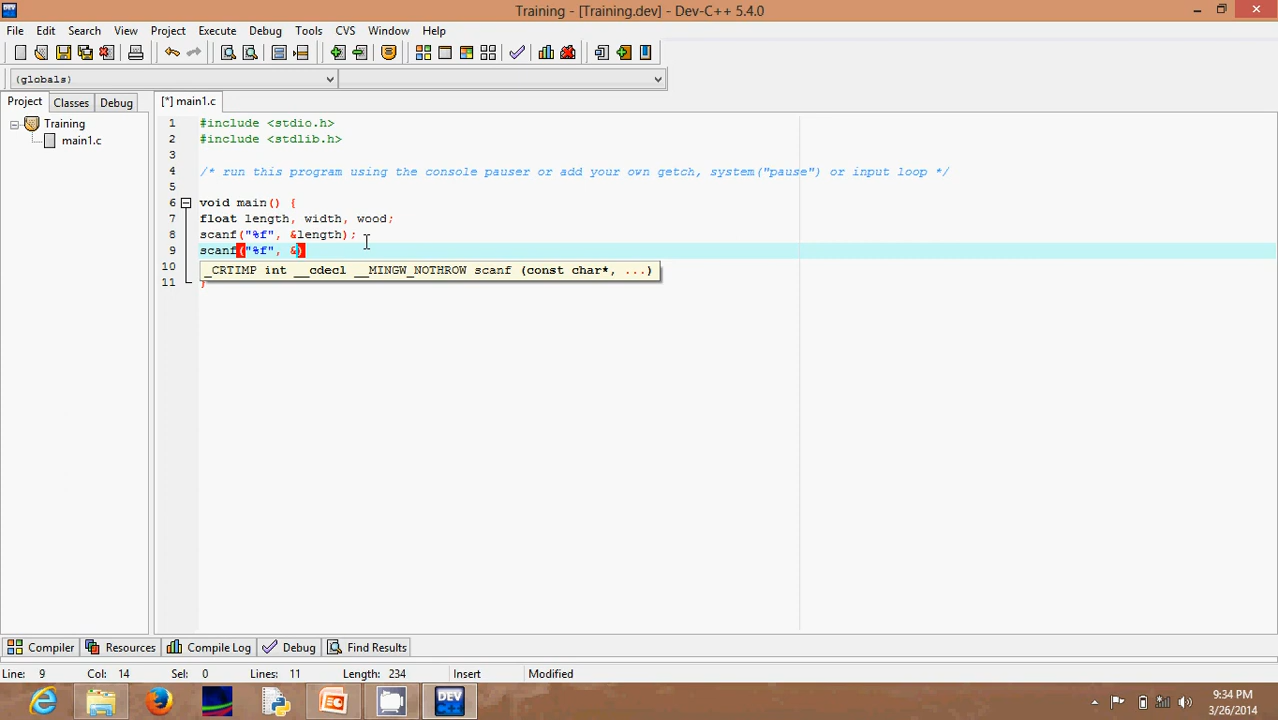 Training - [Training.dev] - Dev-C++ 5.4.0
File Edit Search View Project Execute Debug Tools CVS Window Help
(globals)
Project Classes Debug
[*] main1.c
Training
main1.c
1 #include <stdio.h>
2 #include <stdlib.h>
3
4 /* run this program using the console pauser or add your own getch, system("pause") or input loop */
5
6 void main() {
7 float length, width, wood;
8 scanf("%f", &length);
9 scanf("%f", &)
10 _CRTIMP int __cdecl __MINGW_NOTHROW scanf (const char*, ...)
11 }
Compiler Resources Compile Log Debug Find Results
Line: 9 Col: 14 Sel: 0 Lines: 11 Length: 234 Insert Modified
DEV
9:34 PM
3/26/2014